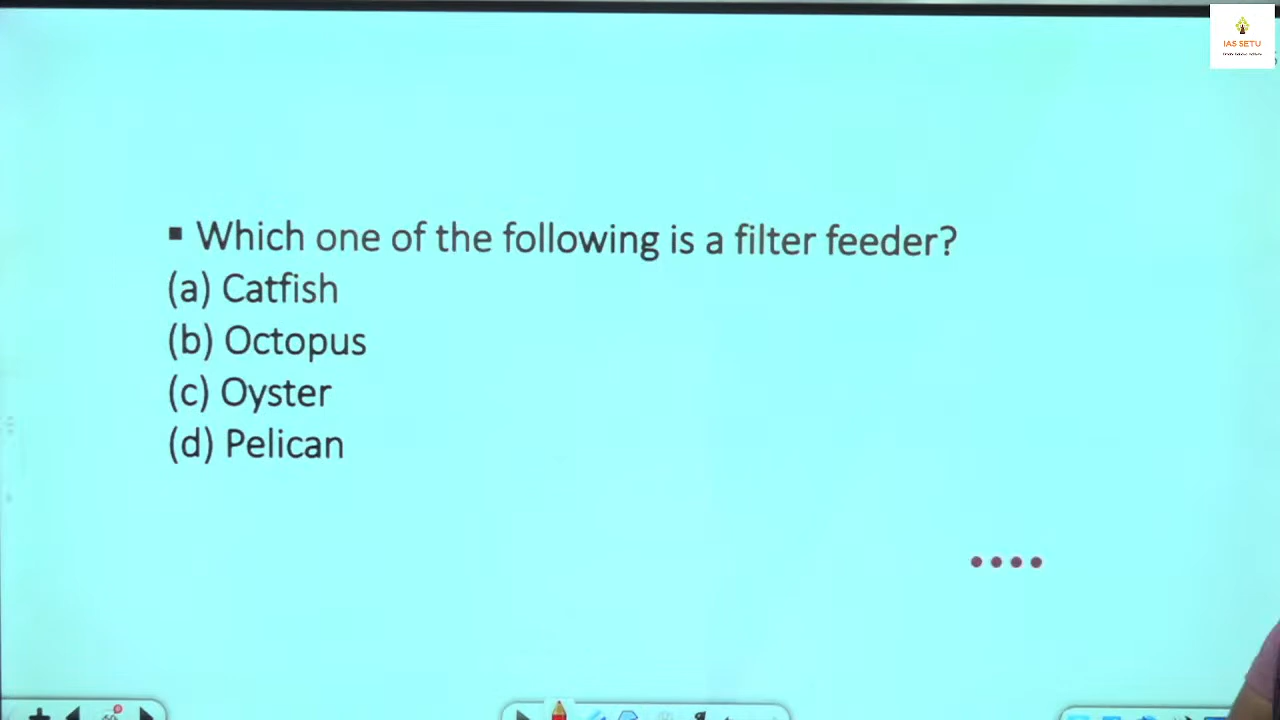 IAS SETU
▪ Which one of the following is a filter feeder?
(a) Catfish
(b) Octopus
(c) Oyster
(d) Pelican